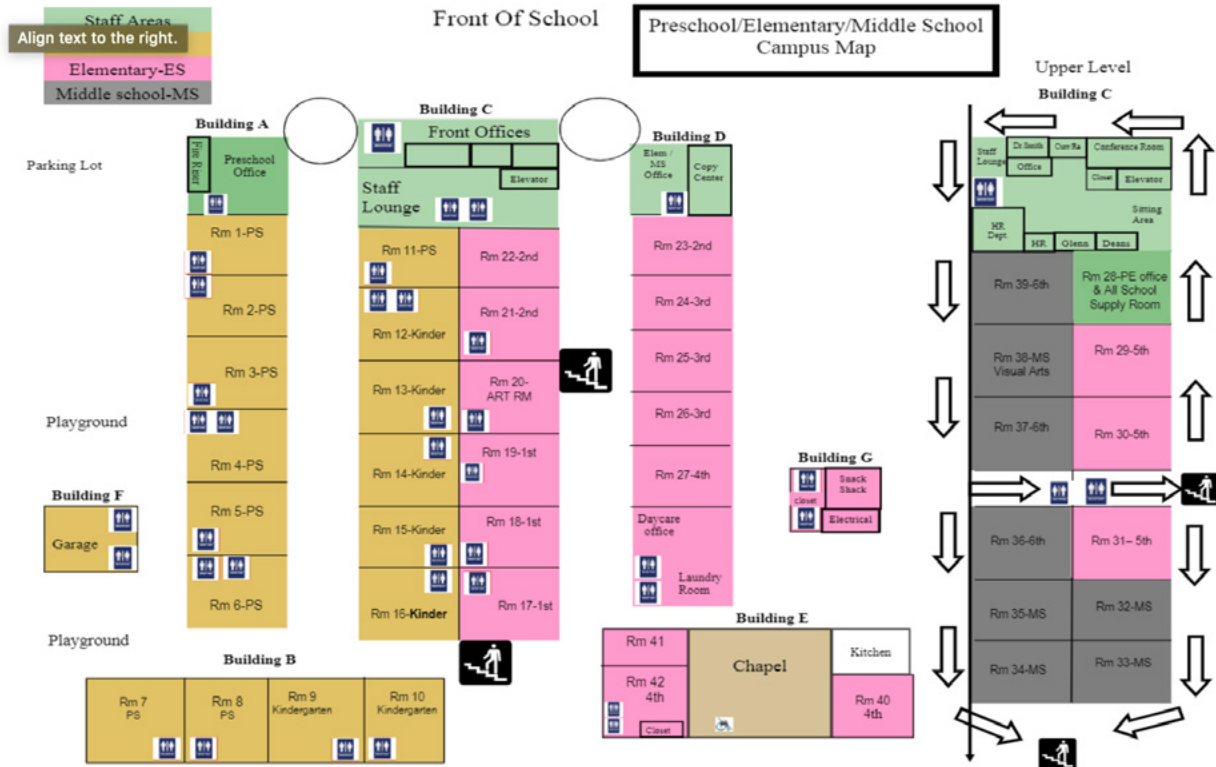 Front Of School
Preschool/Elementary/Middle School
Campus Map
Staff Areas
Align text to the right.
Elementary-ES
Middle school-MS
Upper Level
Building C
Parking Lot
Playground
Playground
Building A
Fire Riser
Preschool
Office
Rm 1-PS
Rm 2-PS
Rm 3-PS
Rm 4-PS
Rm 5-PS
Rm 6-PS
Building F
Garage
Building B
Rm 7
PS
Rm 8
PS
Rm 9
Kindergarten
Rm 10
Kindergarten
Building C
Front Offices
Elevator
Staff
Lounge
Rm 11-PS
Rm 12-Kinder
Rm 13-Kinder
Rm 14-Kinder
Rm 15-Kinder
Rm 16-Kinder
Rm 22-2nd
Rm 21-2nd
Rm 20-
ART RM
Rm 19-1st
Rm 18-1st
Rm 17-1st
Building D
Elem /
MS
Office
Copy
Center
Rm 23-2nd
Rm 24-3rd
Rm 25-3rd
Rm 26-3rd
Rm 27-4th
Daycare
office
Laundry
Room
Building G
Snack
Shack
closet
Electrical
Building E
Rm 41
Rm 42
4th
Closet
Chapel
Kitchen
Rm 40
4th
Staff
Lounge
Dr.Smith
Office
Conference Room
Closet
Elevator
Sitting
Area
HR
Dept.
HR
Glenn
Deans
Rm 39-6th
Rm 28-PE office
& All School
Supply Room
Rm 38-MS
Visual Arts
Rm 29-5th
Rm 37-6th
Rm 30-5th
Rm 36-6th
Rm 31– 5th
Rm 35-MS
Rm 32-MS
Rm 34-MS
Rm 33-MS